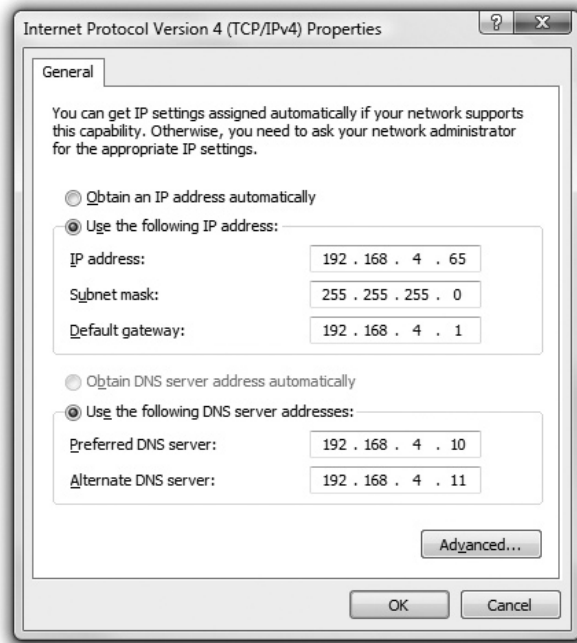 Internet Protocol Version 4 (TCP/IPv4) Properties
?
X
General
You can get IP settings assigned automatically if your network supports
this capability. Otherwise, you need to ask your network administrator
for the appropriate IP settings.
Obtain an IP address automatically
Use the following IP address:
IP address: 192 . 168 . 4 . 65
Subnet mask: 255 . 255 . 255 . 0
Default gateway: 192 . 168 . 4 . 1
Obtain DNS server address automatically
Use the following DNS server addresses:
Preferred DNS server: 192 . 168 . 4 . 10
Alternate DNS server: 192 . 168 . 4 . 11
Advanced...
OK Cancel